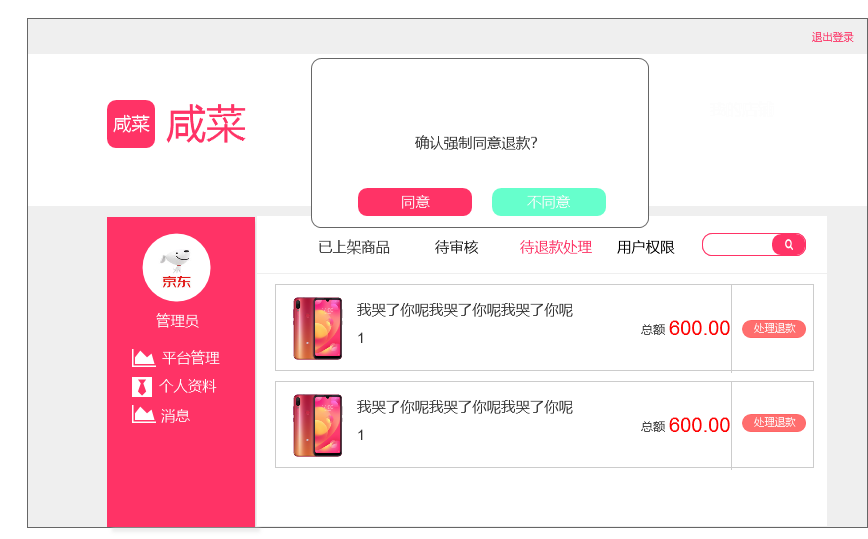 退出登录
咸菜 咸菜
确认强制同意退款？
同意 不同意
已上架商品 待审核 待退款处理 用户权限
京东
管理员
平台管理
个人资料
消息
我哭了你呢我哭了你呢我哭了你呢
1
总额 600.00 处理退款
我哭了你呢我哭了你呢我哭了你呢
1
总额 600.00 处理退款